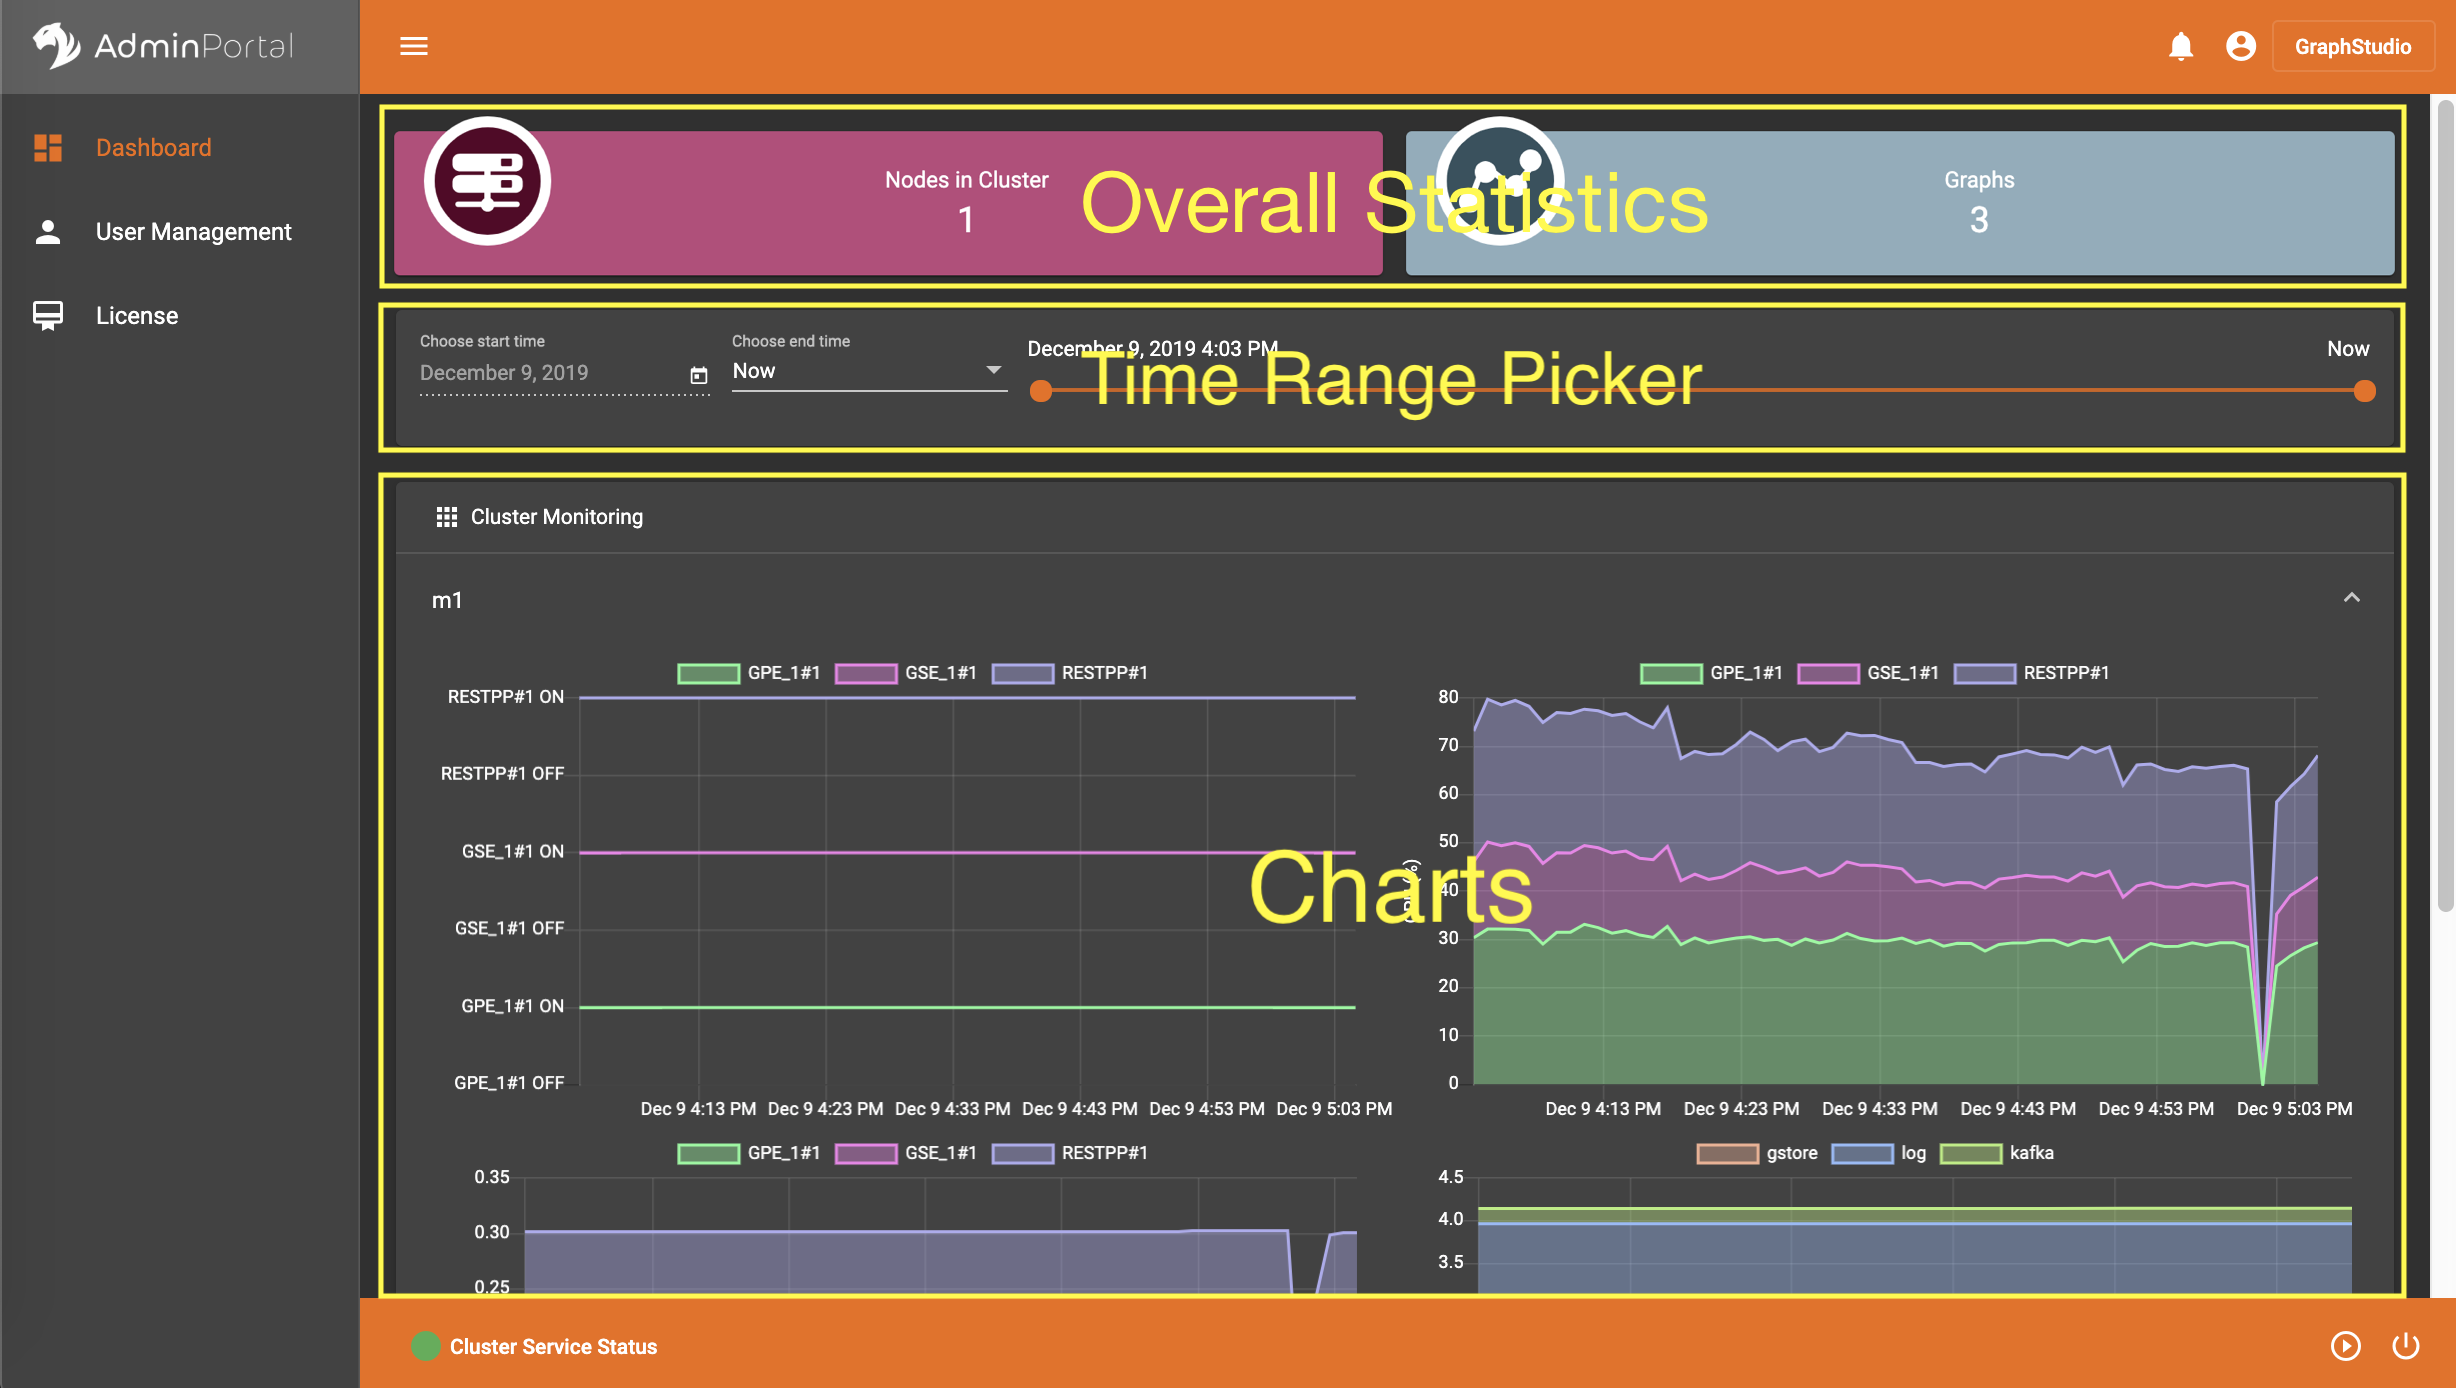 AdminPortal
GraphStudio
Dashboard
User Management
License
Nodes in Cluster
1
Overall Statistics
Graphs
3
Choose start time
December 9, 2019
Choose end time
Now
December 9, 2019 4:03 PM
Now
Time Range Picker
Cluster Monitoring
m1
GPE_1#1 GSE_1#1 RESTPP#1
RESTPP#1 ON
RESTPP#1 OFF
GSE_1#1 ON
GSE_1#1 OFF
GPE_1#1 ON
GPE_1#1 OFF
Dec 9 4:13 PM Dec 9 4:23 PM Dec 9 4:33 PM Dec 9 4:43 PM Dec 9 4:53 PM Dec 9 5:03 PM
Charts
GPE_1#1 GSE_1#1 RESTPP#1
80
70
60
50
40
30
20
10
0
Dec 9 4:13 PM Dec 9 4:23 PM Dec 9 4:33 PM Dec 9 4:43 PM Dec 9 4:53 PM Dec 9 5:03 PM
GPE_1#1 GSE_1#1 RESTPP#1
0.35
0.30
0.25
gstore log kafka
4.5
4.0
3.5
Cluster Service Status